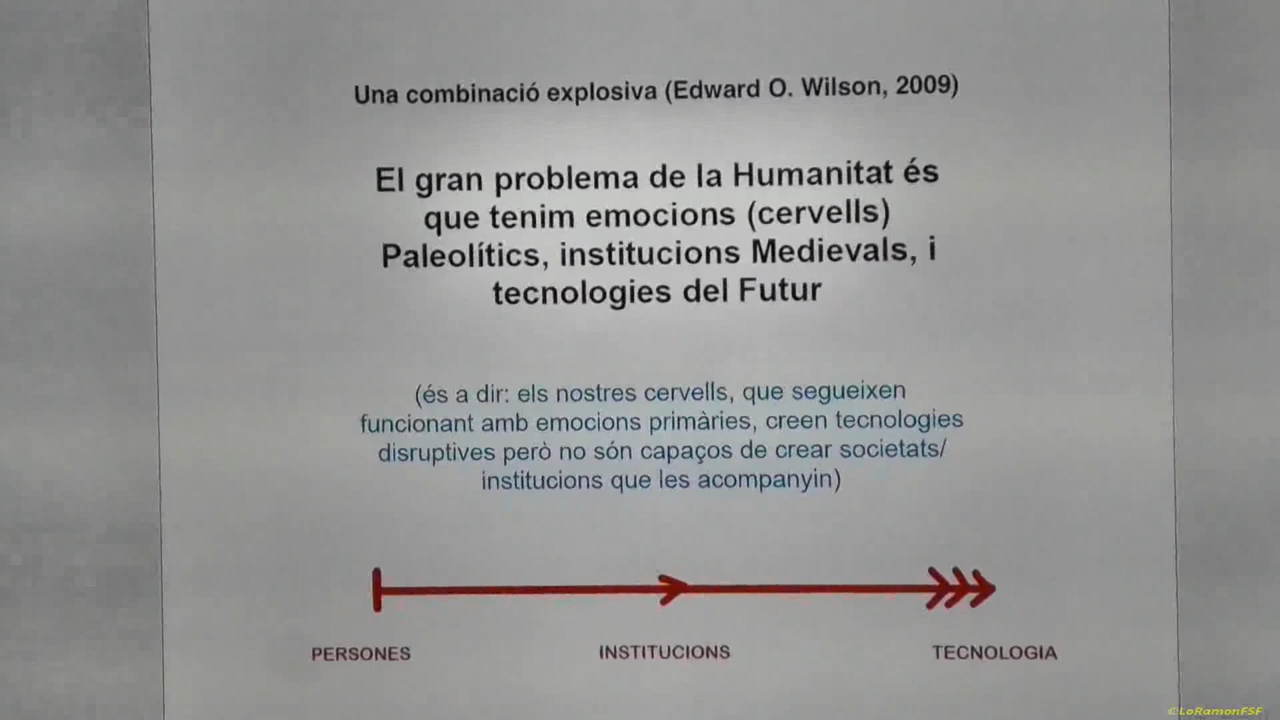 Una combinació explosiva (Edward O. Wilson, 2009)
El gran problema de la Humanitat és
que tenim emocions (cervells)
Paleolítics, institucions Medievals, i
tecnologies del Futur
(és a dir: els nostres cervells, que segueixen
funcionant amb emocions primàries, creen tecnologies
disruptives però no són capaços de crear societats/
institucions que les acompanyin)
PERSONES
INSTITUCIONS
TECNOLOGIA
©LoRamonFSF